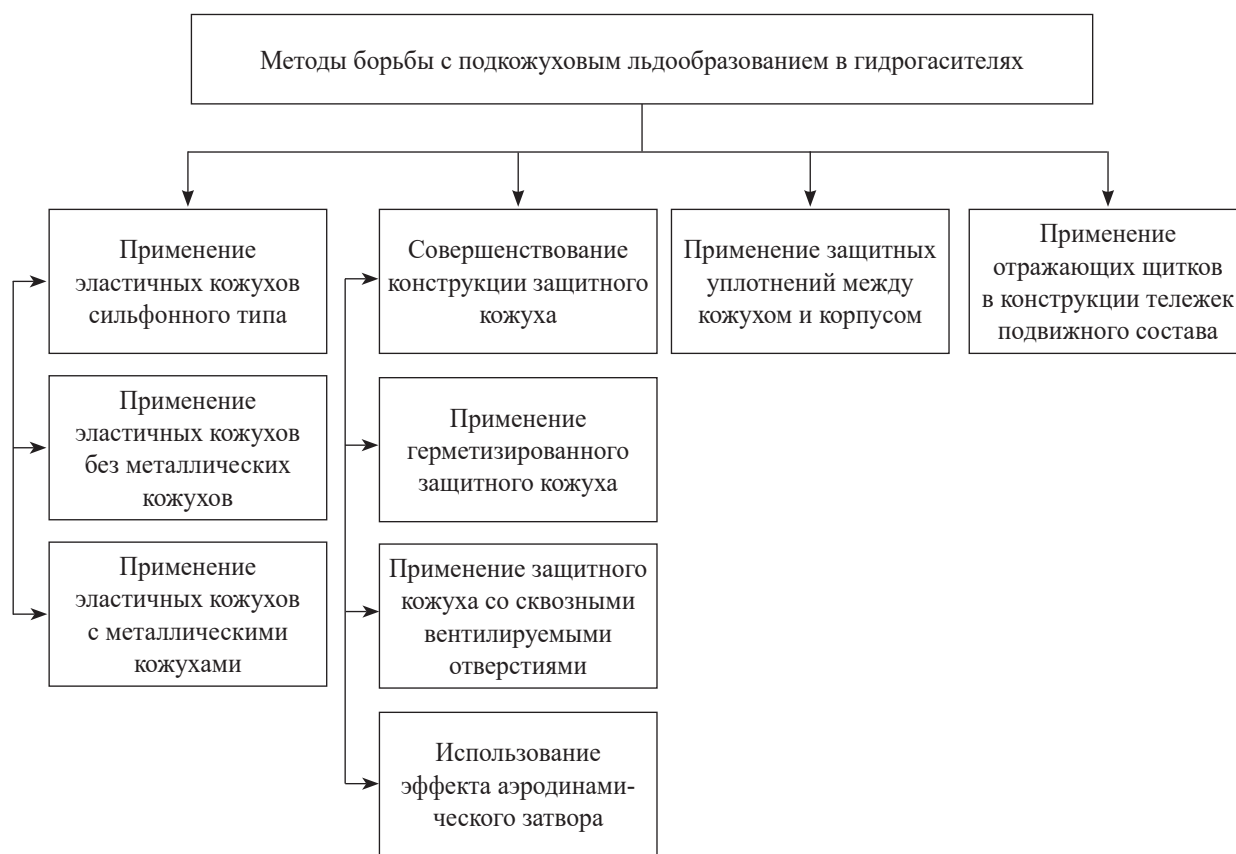 Методы борьбы с подкожуховым льдообразованием в гидрогасителях
Применение
эластичных кожухов
сильфонного типа
Совершенствование
конструкции защитного
кожуха
Применение защитных
уплотнений между
кожухом и корпусом
Применение
отражающих щитков
в конструкции тележек
подвижного состава
Применение
эластичных кожухов
без металлических
кожухов
Применение
герметизированного
защитного кожуха
Применение
эластичных кожухов
с металлическими
кожухами
Применение защитного
кожуха со сквозными
вентилируемыми
отверстиями
Использование
эффекта аэродинами-
ческого затвора